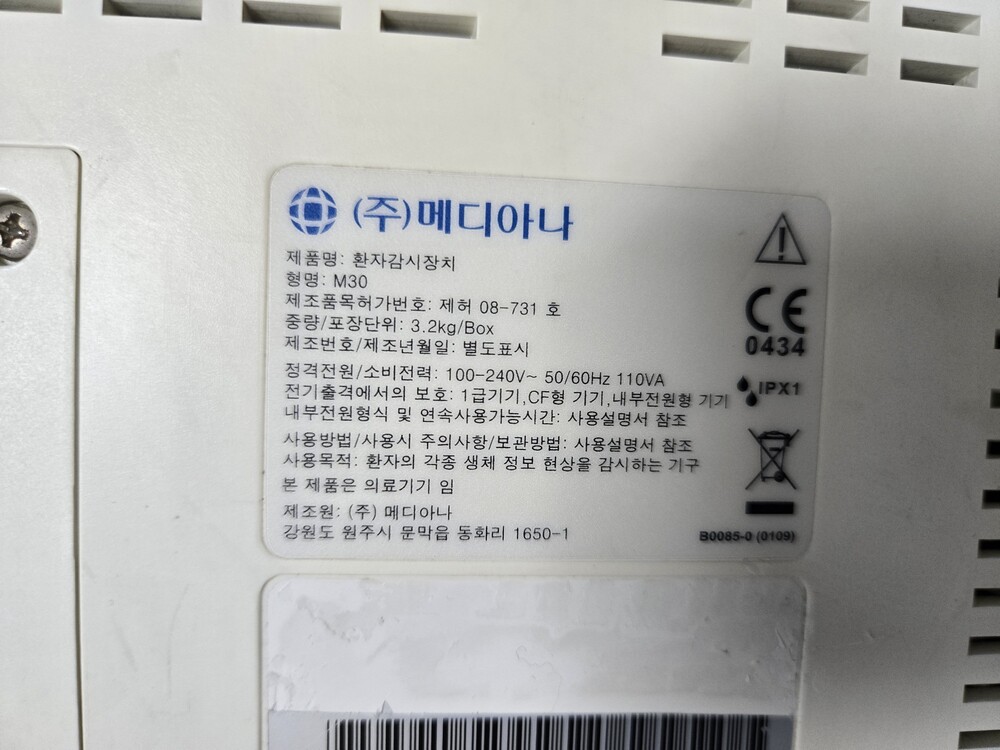 (주)메디아나
제품명: 환자감시장치
형명: M30
제조품목허가번호: 제허 08-731 호
중량/포장단위: 3.2kg/Box
제조번호/제조년월일: 별도표시
정격전원/소비전력: 100-240V~ 50/60Hz 110VA
전기출격에서의 보호: 1급기기,CF형 기기,내부전원형 기기
내부전원형식 및 연속사용가능시간: 사용설명서 참조
사용방법/사용시 주의사항/보관방법: 사용설명서 참조
사용목적: 환자의 각종 생체 정보 현상을 감시하는 기구
본 제품은 의료기기 임
제조원: (주) 메디아나
강원도 원주시 문막읍 동화리 1650-1
CE
0434
IPX1
B0085-0 (0109)